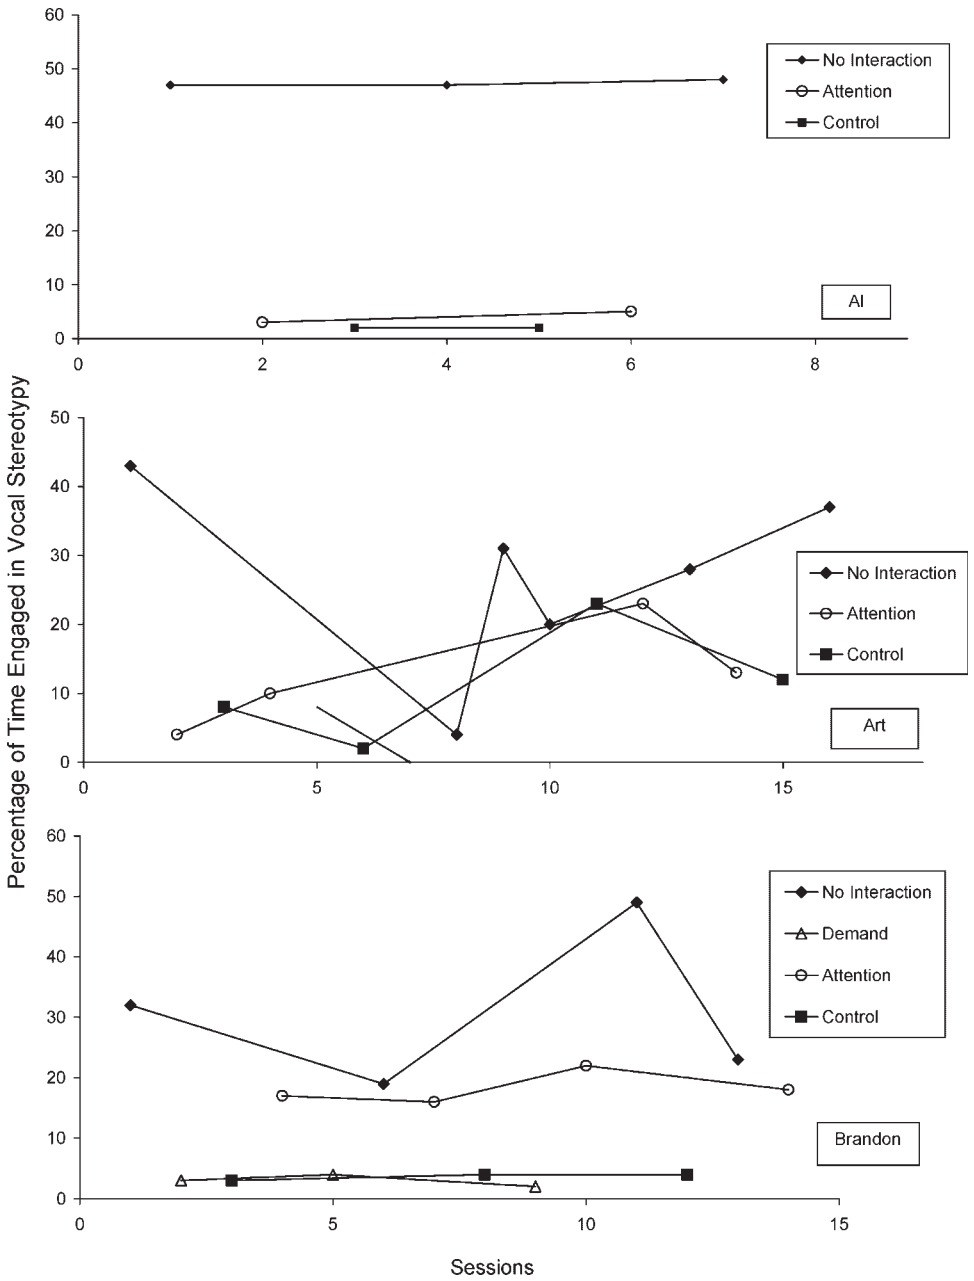 Percentage of Time Engaged in Vocal Stereotypy
60
50
40
30
20
10
0
0 2 4 6 8
No Interaction
Attention
Control
Al
50
40
30
20
10
0
0 5 10 15
No Interaction
Attention
Control
Art
60
50
40
30
20
10
0
0 5 10 15
No Interaction
Demand
Attention
Control
Brandon
Sessions